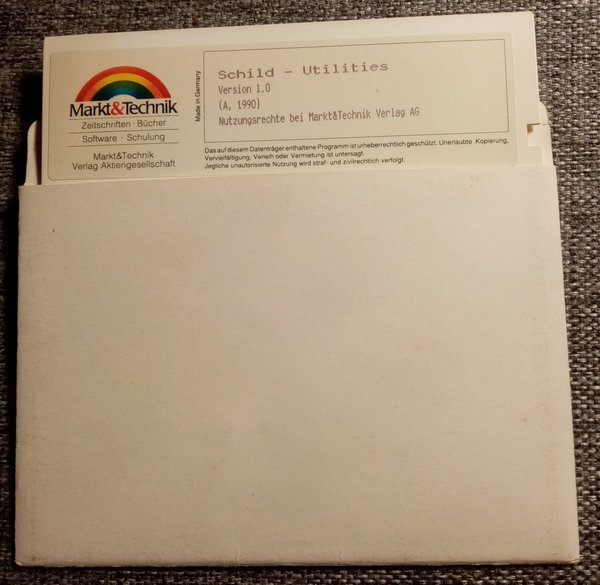 Markt&Technik
Zeitschriften · Bücher
Software · Schulung
Markt&Technik
Verlag Aktiengesellschaft
Made in Germany
Schild - Utilities
Version 1.0
(A, 1990)
Nutzungsrechte bei Markt&Technik Verlag AG
Das auf diesem Datenträger enthaltene Programm ist urheberrechtlich geschützt. Unerlaubte Kopierung,
Vervielfältigung, Verleih oder Vermietung ist untersagt.
Jegliche unautorisierte Nutzung wird straf- und zivilrechtlich verfolgt.